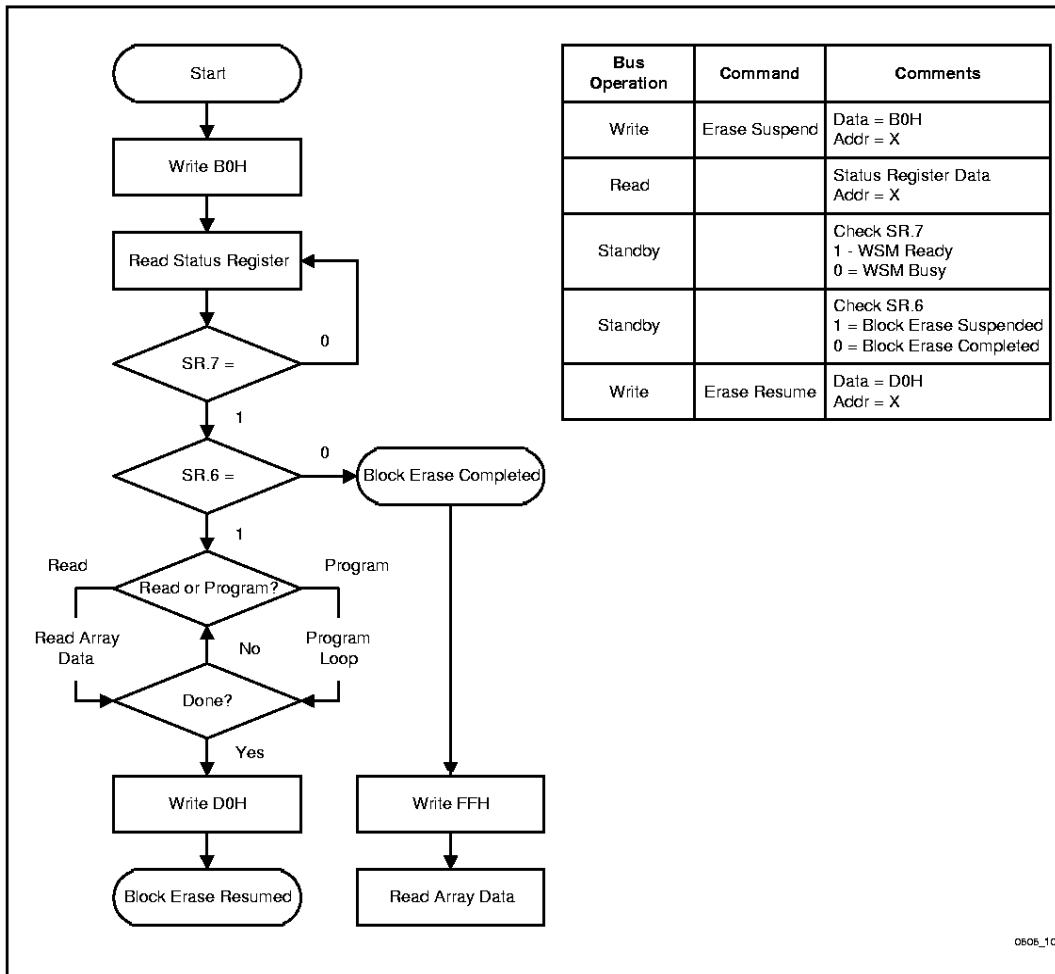 Start
Write B0H
Read Status Register
SR.7 =
0
1
SR.6 =
0
Block Erase Completed
1
Read
Program
Read or Program?
Read Array
Data
No
Program
Loop
Done?
Yes
Write D0H
Write FFH
Block Erase Resumed
Read Array Data
Bus
Operation
Command
Comments
Write
Erase Suspend
Data = B0H
Addr = X
Read
Status Register Data
Addr = X
Standby
Check SR.7
1 - WSM Ready
0 = WSM Busy
Standby
Check SR.6
1 = Block Erase Suspended
0 = Block Erase Completed
Write
Erase Resume
Data = D0H
Addr = X